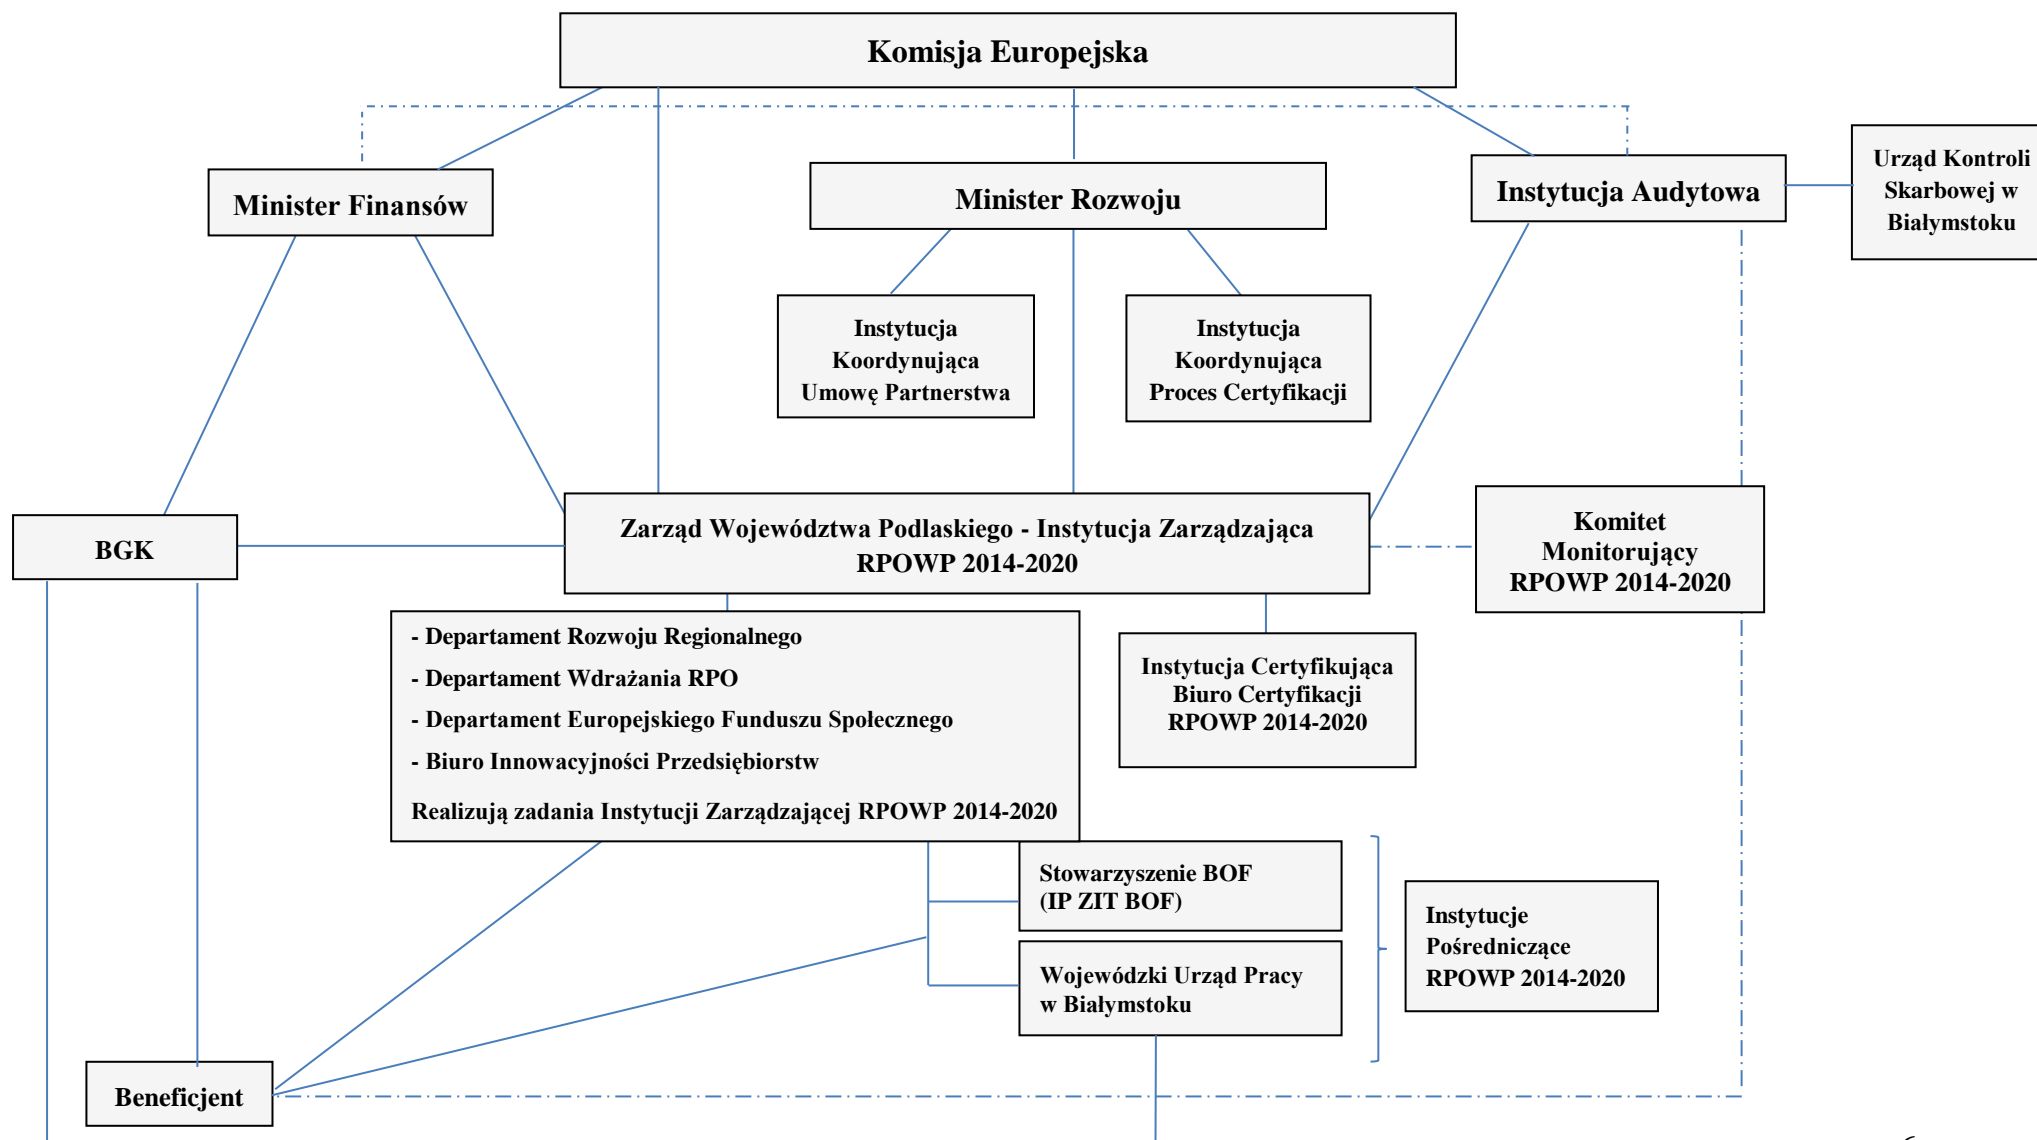 Komisja Europejska
Minister Finansów
Minister Rozwoju
Instytucja Audytowa
Urząd Kontroli
Skarbowej w
Białymstoku
Instytucja
Koordynująca
Umowę Partnerstwa
Instytucja
Koordynująca
Proces Certyfikacji
BGK
Zarząd Województwa Podlaskiego - Instytucja Zarządzająca
RPOWP 2014-2020
Komitet
Monitorujący
RPOWP 2014-2020
- Departament Rozwoju Regionalnego
- Departament Wdrażania RPO
- Departament Europejskiego Funduszu Społecznego
- Biuro Innowacyjności Przedsiębiorstw
Realizują zadania Instytucji Zarządzającej RPOWP 2014-2020
Instytucja Certyfikująca
Biuro Certyfikacji
RPOWP 2014-2020
Stowarzyszenie BOF
(IP ZIT BOF)
Wojewódzki Urząd Pracy
w Białymstoku
Instytucje
Pośredniczące
RPOWP 2014-2020
Beneficjent